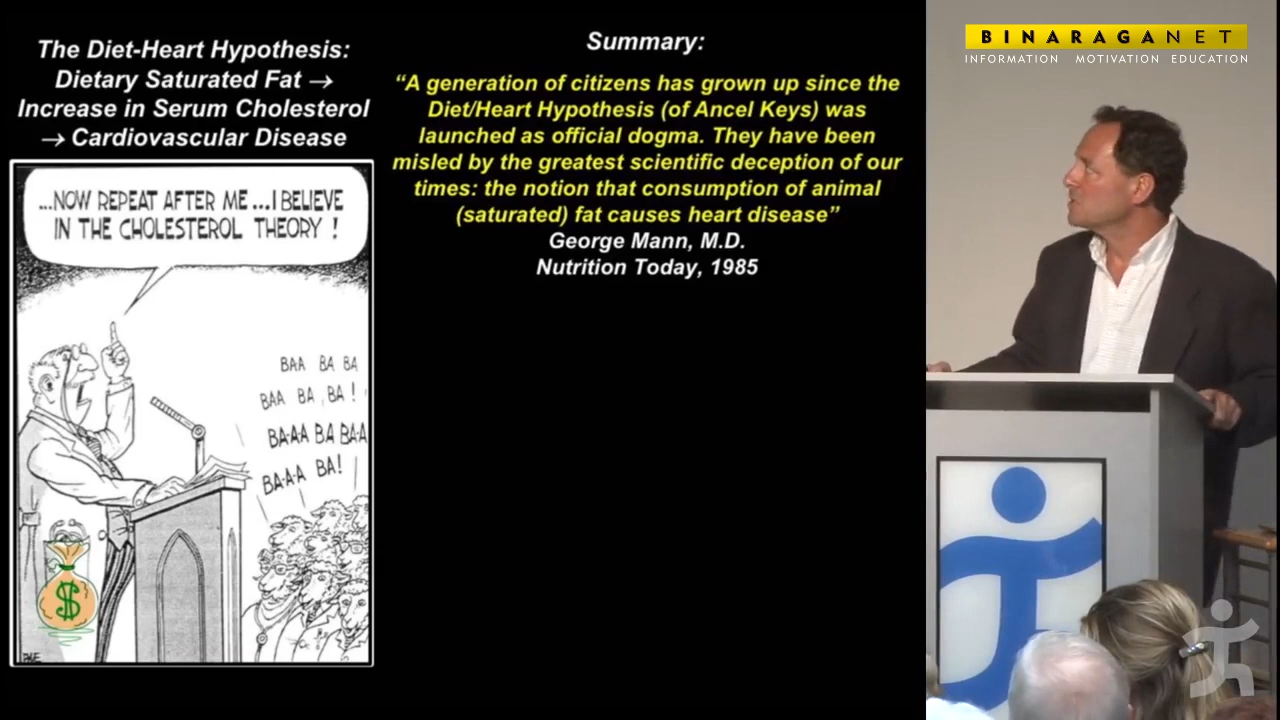 The Diet-Heart Hypothesis:
Dietary Saturated Fat →
Increase in Serum Cholesterol
→ Cardiovascular Disease
...NOW REPEAT AFTER ME...I BELIEVE
IN THE CHOLESTEROL THEORY !
BAA BA BA
BAA BA BA !
BA-AA BA BA-A
BA-A-A BA!
$
Summary:
“A generation of citizens has grown up since the
Diet/Heart Hypothesis (of Ancel Keys) was
launched as official dogma. They have been
misled by the greatest scientific deception of our
times: the notion that consumption of animal
(saturated) fat causes heart disease”
George Mann, M.D.
Nutrition Today, 1985
BINARAGANET
INFORMATION MOTIVATION EDUCATION